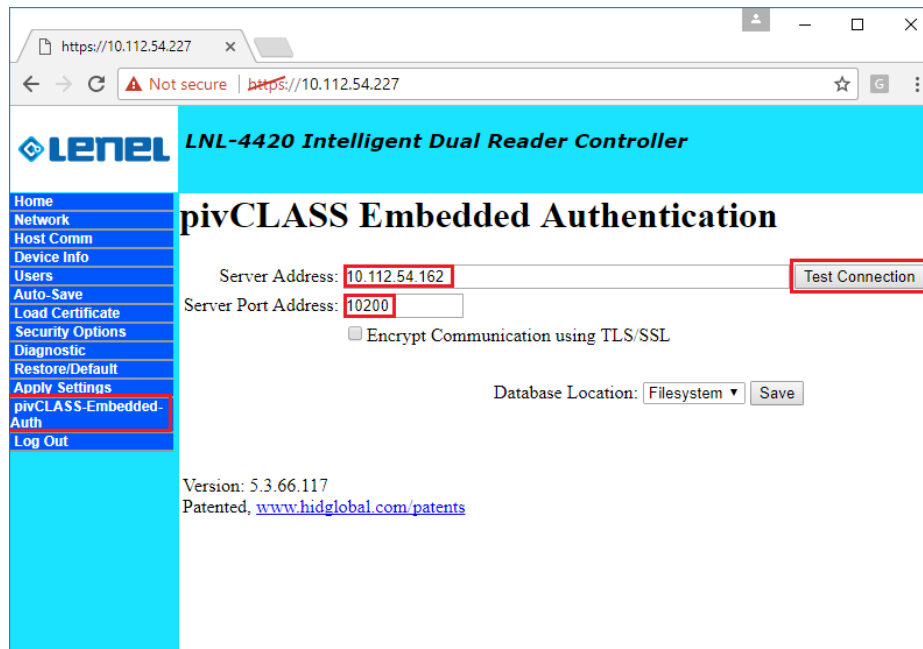 https://10.112.54.227
Not secure | https://10.112.54.227
G
LENEL
LNL-4420 Intelligent Dual Reader Controller
Home
Network
Host Comm
Device Info
Users
Auto-Save
Load Certificate
Security Options
Diagnostic
Restore/Default
Apply Settings
pivCLASS-Embedded-
Auth
Log Out
pivCLASS Embedded Authentication
Server Address: 10.112.54.162 Test Connection
Server Port Address: 10200
Encrypt Communication using TLS/SSL
Database Location: Filesystem Save
Version: 5.3.66.117
Patented, www.hidglobal.com/patents